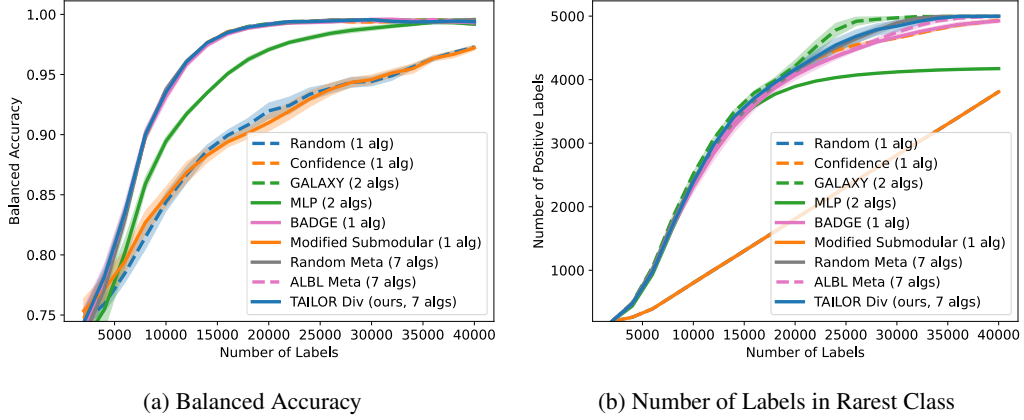 1.00
0.95
0.90
0.85
0.80
0.75
Balanced Accuracy
Random (1 alg)
Confidence (1 alg)
GALAXY (2 algs)
MLP (2 algs)
BADGE (1 alg)
Modified Submodular (1 alg)
Random Meta (7 algs)
ALBL Meta (7 algs)
TAILOR Div (ours, 7 algs)
5000 10000 15000 20000 25000 30000 35000 40000
Number of Labels
(a) Balanced Accuracy
5000
4000
3000
2000
1000
Number of Positive Labels
Random (1 alg)
Confidence (1 alg)
GALAXY (2 algs)
MLP (2 algs)
BADGE (1 alg)
Modified Submodular (1 alg)
Random Meta (7 algs)
ALBL Meta (7 algs)
TAILOR Div (ours, 7 algs)
5000 10000 15000 20000 25000 30000 35000 40000
Number of Labels
(b) Number of Labels in Rarest Class